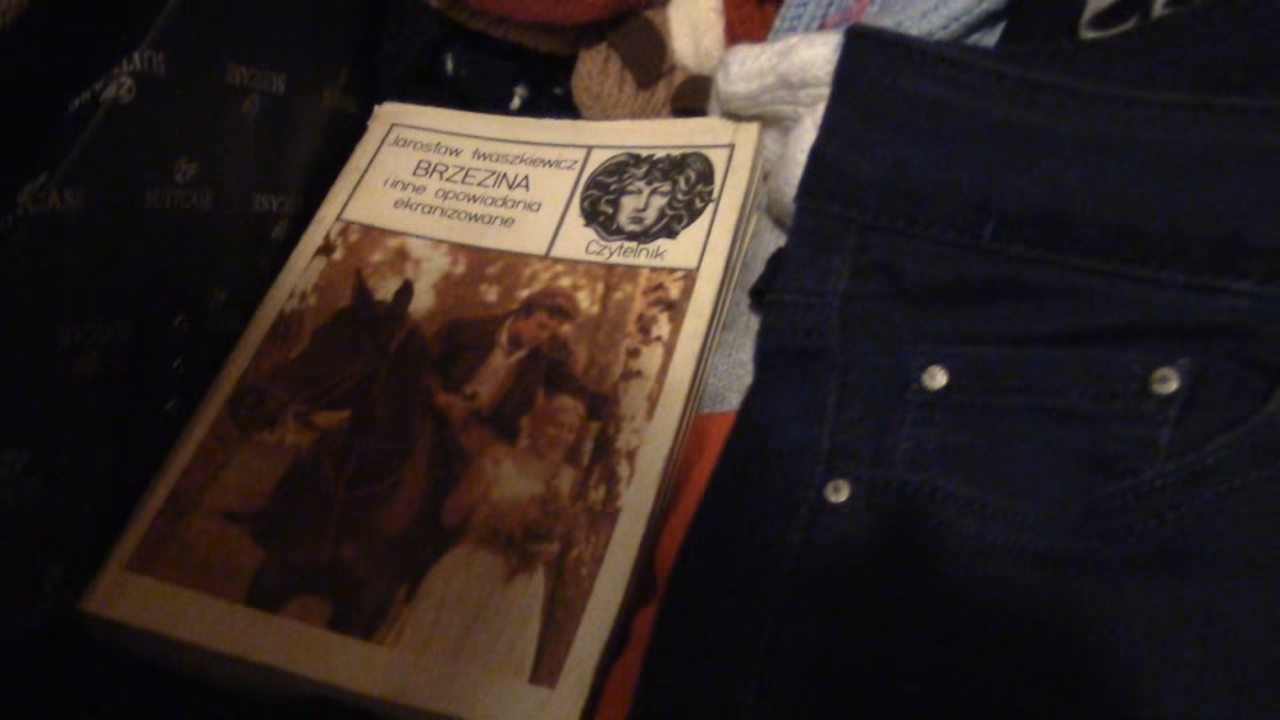 Jarosław Iwaszkiewicz
BRZEZINA
i inne opowiadania
ekranizowane
Czytelnik